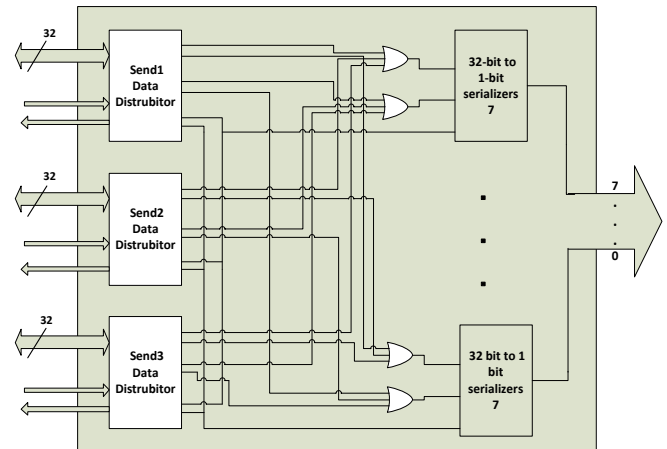 32
Send1
Data
Distrubitor
32-bit to
1-bit
serializers
7
32
Send2
Data
Distrubitor
7
.
.
.
0
32
Send3
Data
Distrubitor
32 bit to 1
bit
serializers
7